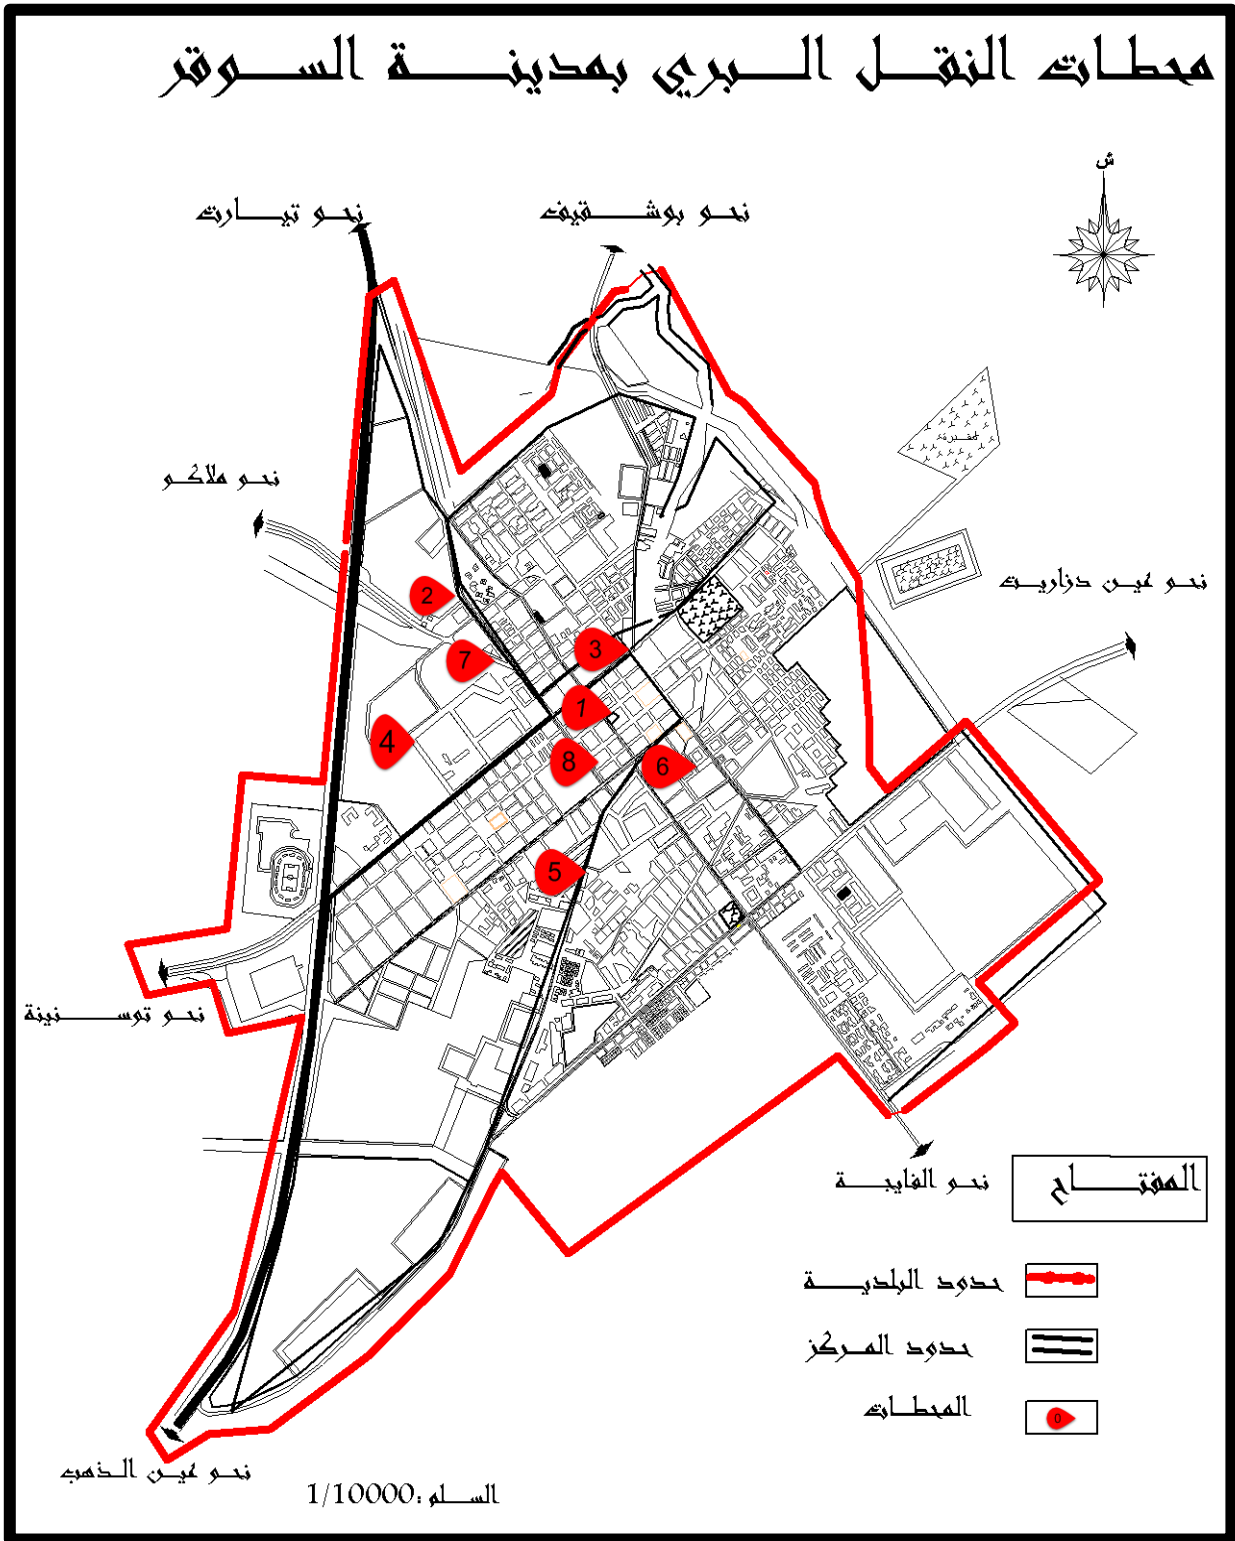 محطات النقل البري بمدينة السوقر
ش
نحو تيارت
نحو بوشقيف
مقبرة
نحو ملاكو
نحو عين دزاريت
2
3
7
1
4
8
6
5
نحو توسنينة
نحو الفايجة
المفتاح
حدود البلدية
حدود المركز
المحطات
0
نحو عين الذهب
السلم :1/10000